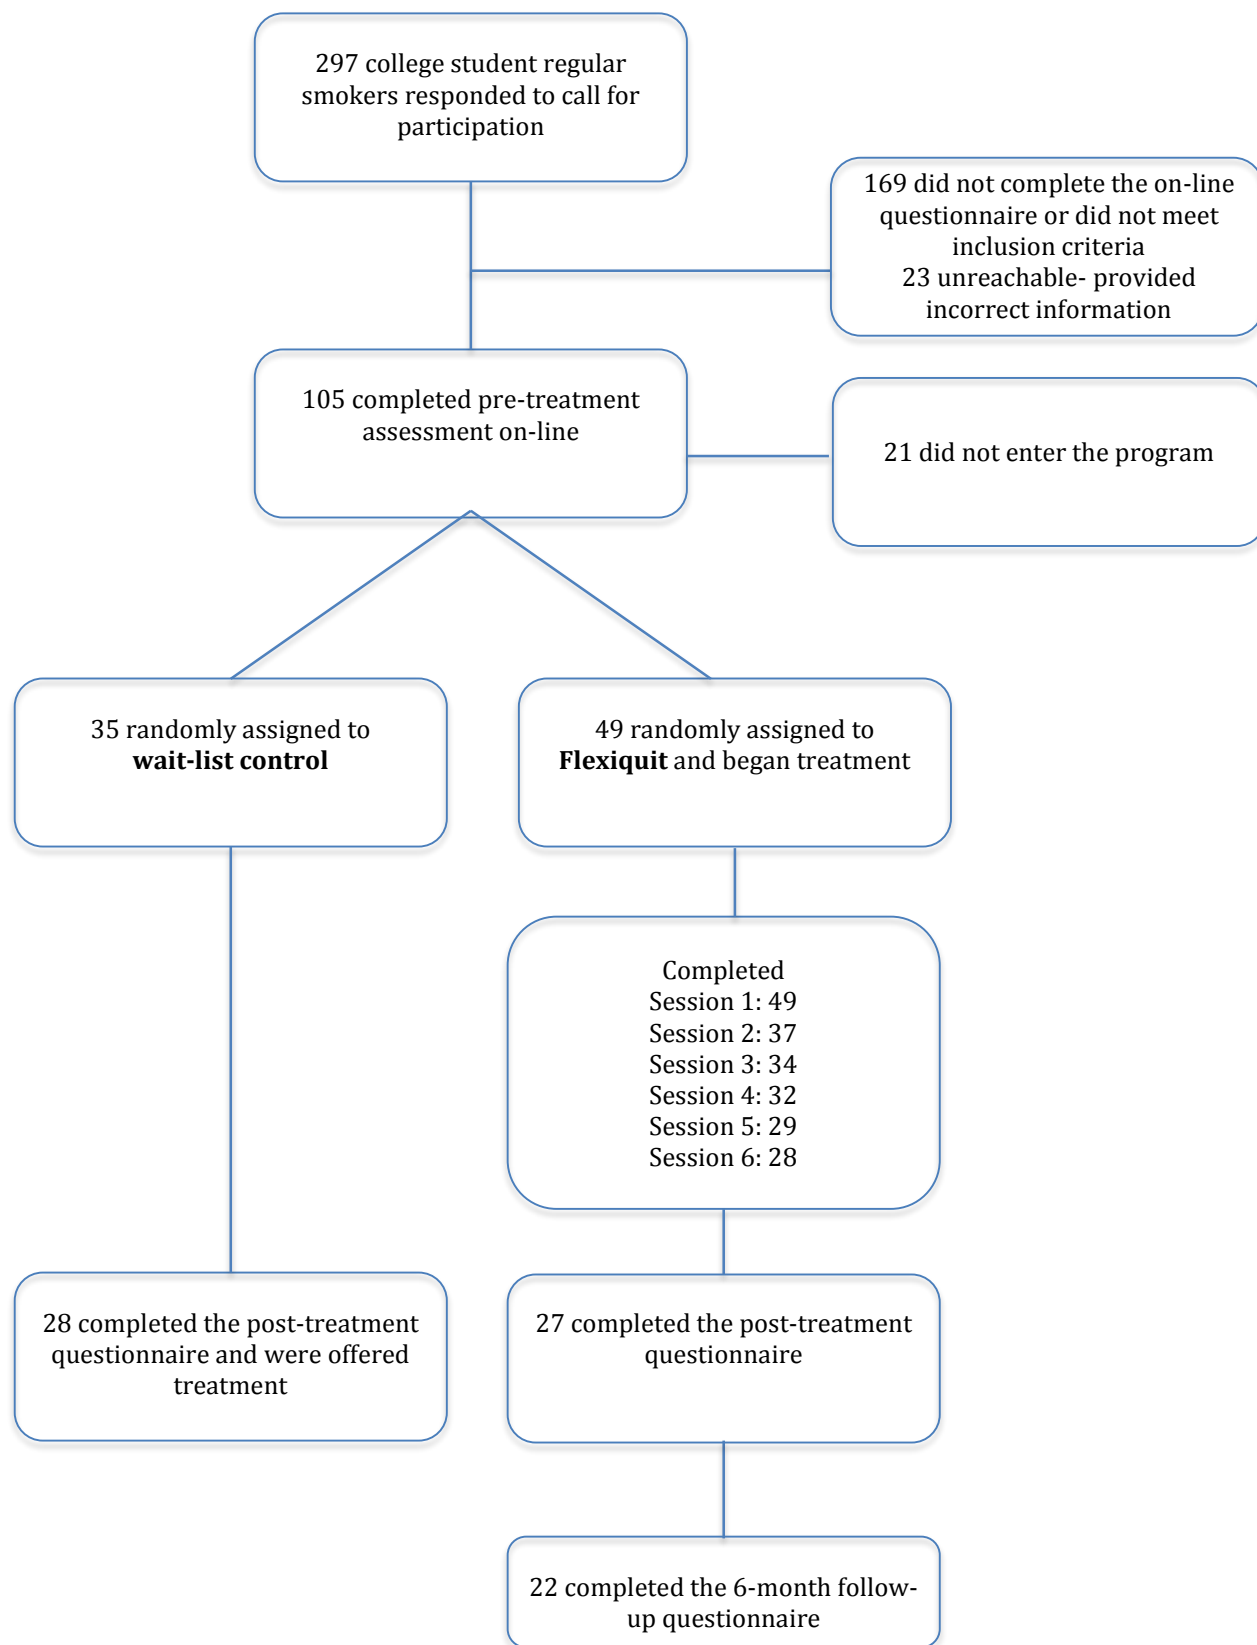 297 college student regular
smokers responded to call for
participation
169 did not complete the on-line
questionnaire or did not meet
inclusion criteria
23 unreachable- provided
incorrect information
105 completed pre-treatment
assessment on-line
21 did not enter the program
35 randomly assigned to
wait-list control
49 randomly assigned to
Flexiquit and began treatment
Completed
Session 1: 49
Session 2: 37
Session 3: 34
Session 4: 32
Session 5: 29
Session 6: 28
28 completed the post-treatment
questionnaire and were offered
treatment
27 completed the post-treatment
questionnaire
22 completed the 6-month follow-
up questionnaire